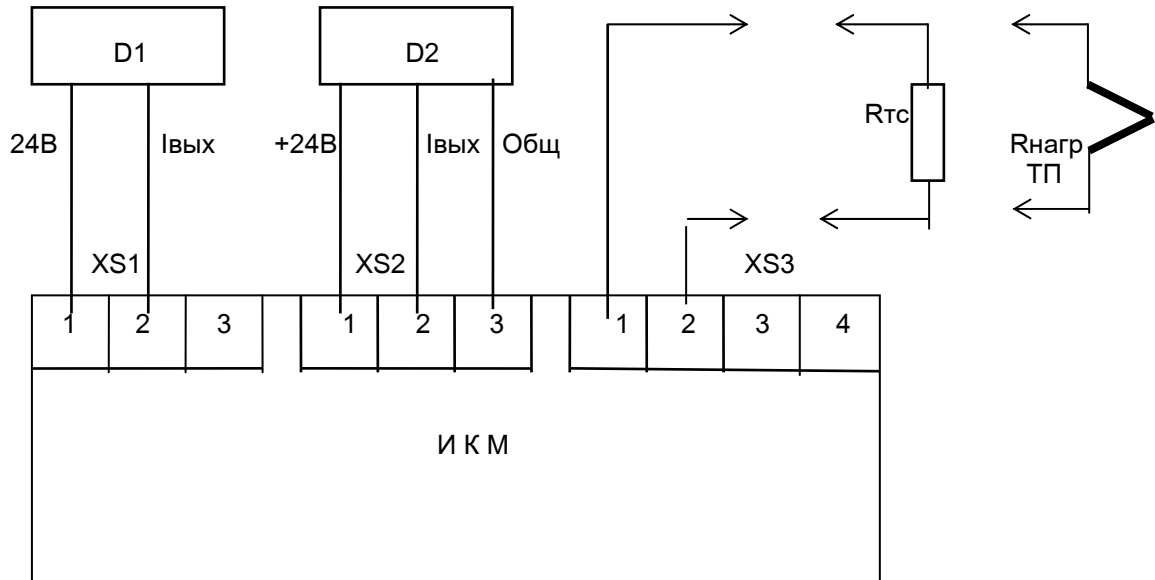 D1
D2
24В
Iвых
+24В
Iвых
Общ
Rтс
Rнагр
ТП
XS1
XS2
XS3
1
2
3
1
2
3
1
2
3
4
И К М